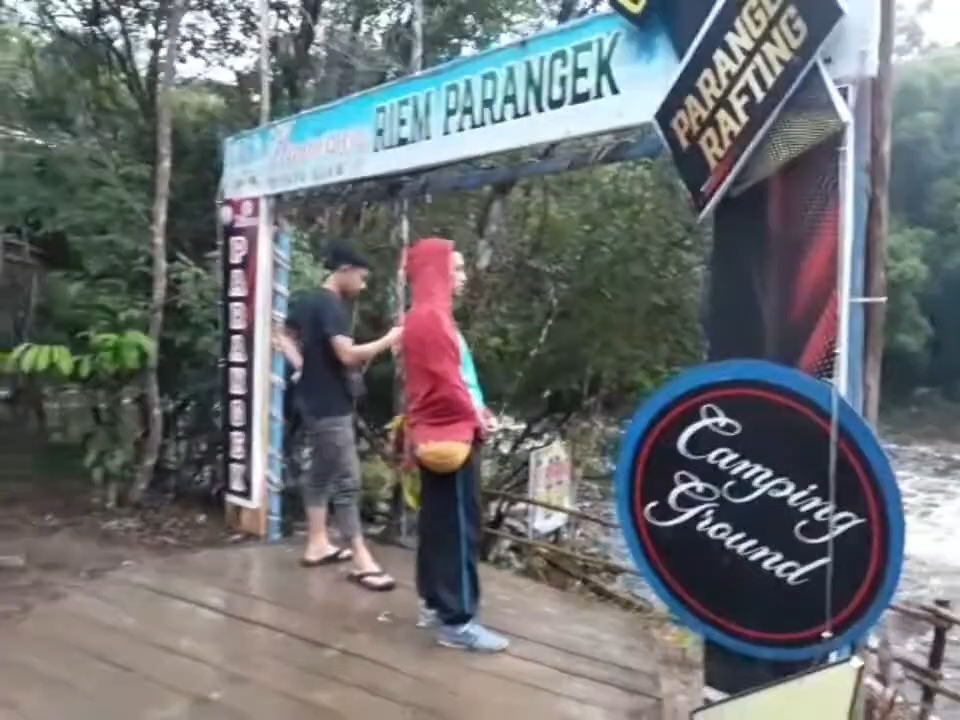 RIEM PARANGEK
PARANGEK
PARANGE
RAFTING
Camping
Ground